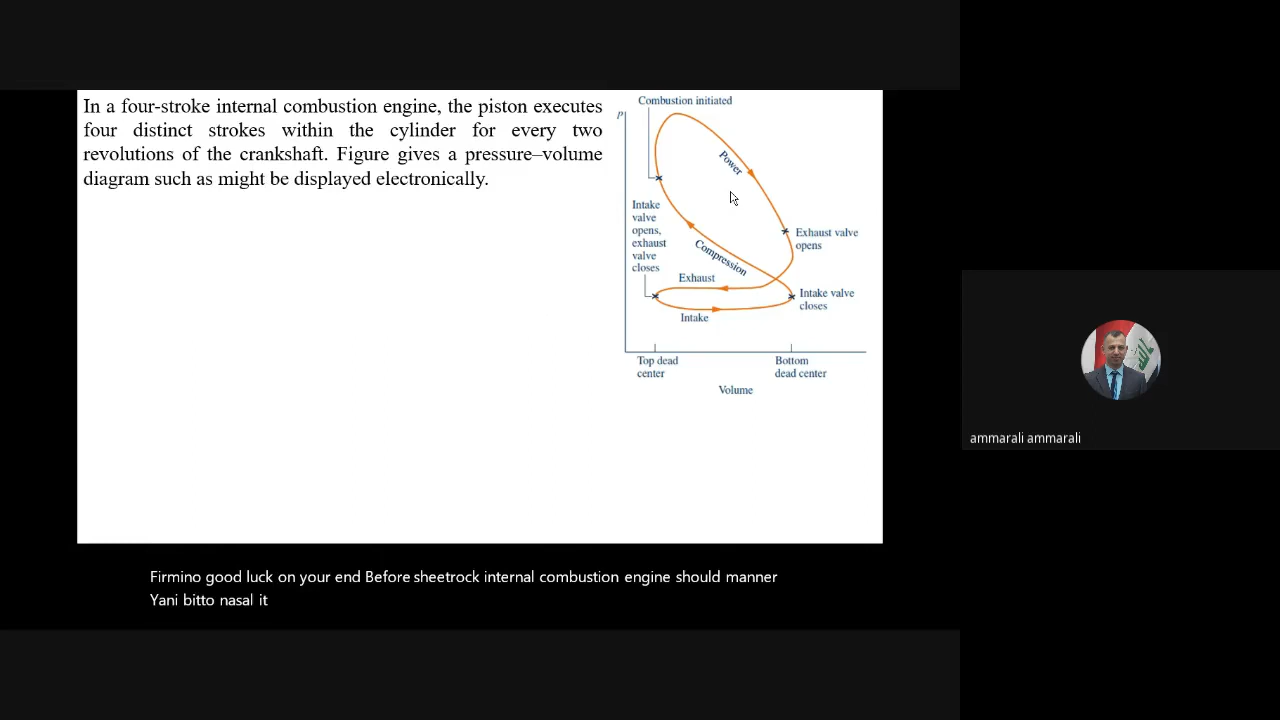 In a four-stroke internal combustion engine, the piston executes
four distinct strokes within the cylinder for every two
revolutions of the crankshaft. Figure gives a pressure–volume
diagram such as might be displayed electronically.
Combustion initiated
p
Power
Intake
valve
opens,
exhaust
valve
closes
Exhaust valve
opens
Compression
Exhaust
Intake valve
closes
Intake
Top dead
center
Bottom
dead center
Volume
ammarali ammarali
Firmino good luck on your end Before sheetrock internal combustion engine should manner
Yani bitto nasal it